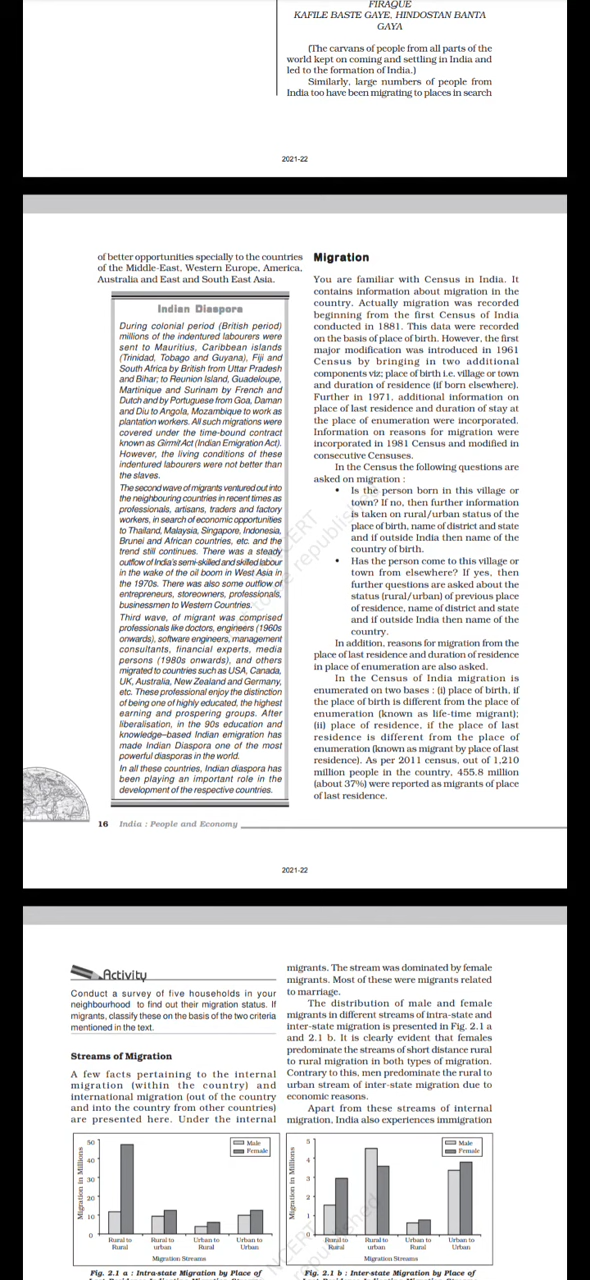 FIRAQUE
KAFILE BASTE GAYE, HINDOSTAN BANTA
GAYA
(The carvans of people from all parts of the
world kept on coming and settling in India and
led to the formation of India.)
Similarly, large numbers of people from
India too have been migrating to places in search
2021-22
of better opportunities specially to the countries
of the Middle-East, Western Europe, America,
Australia and East and South East Asia.
Indian Diaspora
During colonial period (British period)
millions of the indentured labourers were
sent to Mauritius, Caribbean islands
(Trinidad, Tobago and Guyana), Fiji and
South Africa by British from Uttar Pradesh
and Bihar; to Reunion Island, Guadeloupe,
Martinique and Surinam by French and
Dutch and by Portuguese from Goa, Daman
and Diu to Angola, Mozambique to work as
plantation workers. All such migrations were
covered under the time-bound contract
known as Girmit Act (Indian Emigration Act).
However, the living conditions of these
indentured labourers were not better than
the slaves.
The second wave of migrants ventured out into
the neighbouring countries in recent times as
professionals, artisans, traders and factory
workers, in search of economic opportunities
to Thailand, Malaysia, Singapore, Indonesia,
Brunei and African countries, etc. and the
trend still continues. There was a steady
outflow of India's semi-skilled and skilled labour
in the wake of the oil boom in West Asia in
the 1970s. There was also some outflow of
entrepreneurs, storeowners, professionals,
businessmen to Western Countries.
Third wave, of migrant was comprised
professionals like doctors, engineers (1960s
onwards), software engineers, management
consultants, financial experts, media
persons (1980s onwards), and others
migrated to countries such as USA, Canada,
UK, Australia, New Zealand and Germany,
etc. These professional enjoy the distinction
of being one of highly educated, the highest
earning and prospering groups. After
liberalisation, in the 90s education and
knowledge–based Indian emigration has
made Indian Diaspora one of the most
powerful diasporas in the world.
In all these countries, Indian diaspora has
been playing an important role in the
development of the respective countries.
16 India : People and Economy
Migration
You are familiar with Census in India. It
contains information about migration in the
country. Actually migration was recorded
beginning from the first Census of India
conducted in 1881. This data were recorded
on the basis of place of birth. However, the first
major modification was introduced in 1961
Census by bringing in two additional
components viz; place of birth i.e. village or town
and duration of residence (if born elsewhere).
Further in 1971, additional information on
place of last residence and duration of stay at
the place of enumeration were incorporated.
Information on reasons for migration were
incorporated in 1981 Census and modified in
consecutive Censuses.
In the Census the following questions are
asked on migration :
• Is the person born in this village or
town? If no, then further information
is taken on rural/urban status of the
place of birth, name of district and state
and if outside India then name of the
country of birth.
• Has the person come to this village or
town from elsewhere? If yes, then
further questions are asked about the
status (rural/urban) of previous place
of residence, name of district and state
and if outside India then name of the
country.
In addition, reasons for migration from the
place of last residence and duration of residence
in place of enumeration are also asked.
In the Census of India migration is
enumerated on two bases : (i) place of birth, if
the place of birth is different from the place of
enumeration (known as life-time migrant);
(ii) place of residence, if the place of last
residence is different from the place of
enumeration (known as migrant by place of last
residence). As per 2011 census, out of 1,210
million people in the country, 455.8 million
(about 37%) were reported as migrants of place
of last residence.
2021-22
Activity
Conduct a survey of five households in your
neighbourhood to find out their migration status. If
migrants, classify these on the basis of the two criteria
mentioned in the text.
Streams of Migration
A few facts pertaining to the internal
migration (within the country) and
international migration (out of the country
and into the country from other countries)
are presented here. Under the internal
migrants. The stream was dominated by female
migrants. Most of these were migrants related
to marriage.
The distribution of male and female
migrants in different streams of intra-state and
inter-state migration is presented in Fig. 2.1 a
and 2.1 b. It is clearly evident that females
predominate the streams of short distance rural
to rural migration in both types of migration.
Contrary to this, men predominate the rural to
urban stream of inter-state migration due to
economic reasons.
Apart from these streams of internal
migration, India also experiences immigration
Migration in Millions
50
40
30
20
10
0
Male
Female
Rural to Rural
Rural to urban
Urban to Rural
Urban to Urban
Migration Streams
Fig. 2.1 a : Intra-state Migration by Place of
Migration in Millions
5
4
3
2
1
0
Male
Female
Rural to Rural
Rural to urban
Urban to Rural
Urban to Urban
Migration Streams
Fig. 2.1 b : Inter-state Migration by Place of